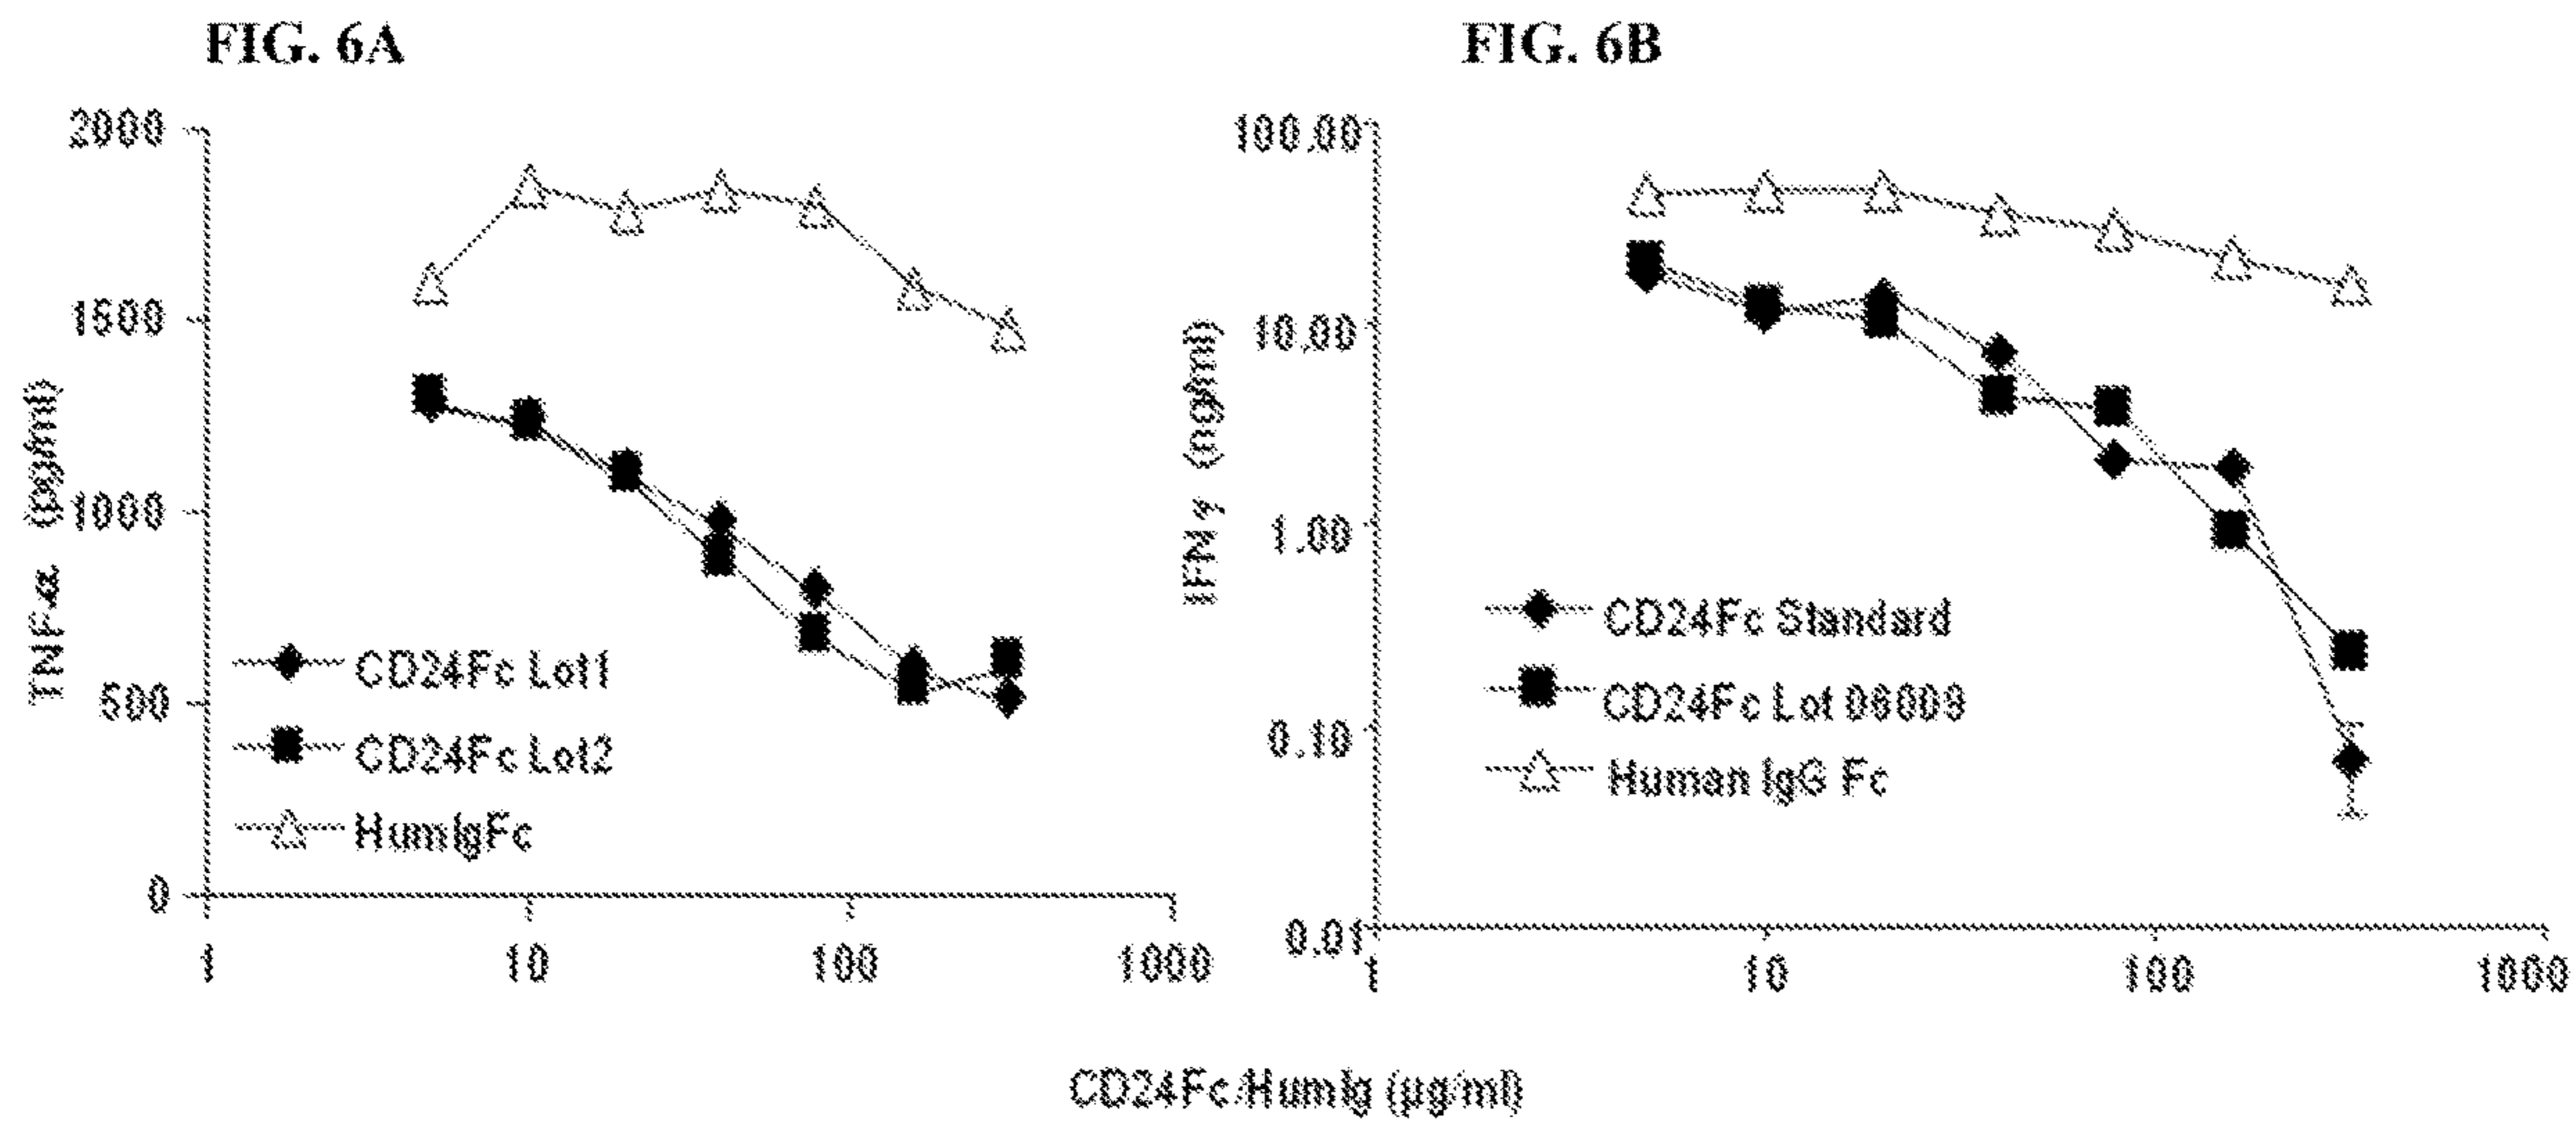 FIG. 6A
2000
1500
1000
500
0
TNFα (pg/ml)
CD24Fc Lot1
CD24Fc Lot2
HumIgFc
1
10
100
1000
FIG. 6B
100.00
10.00
1.00
0.10
0.01
IFNγ (ng/ml)
CD24Fc Standard
CD24Fc Lot 06009
Human IgG Fc
1
10
100
1000
CD24Fc/HumIg (µg/ml)